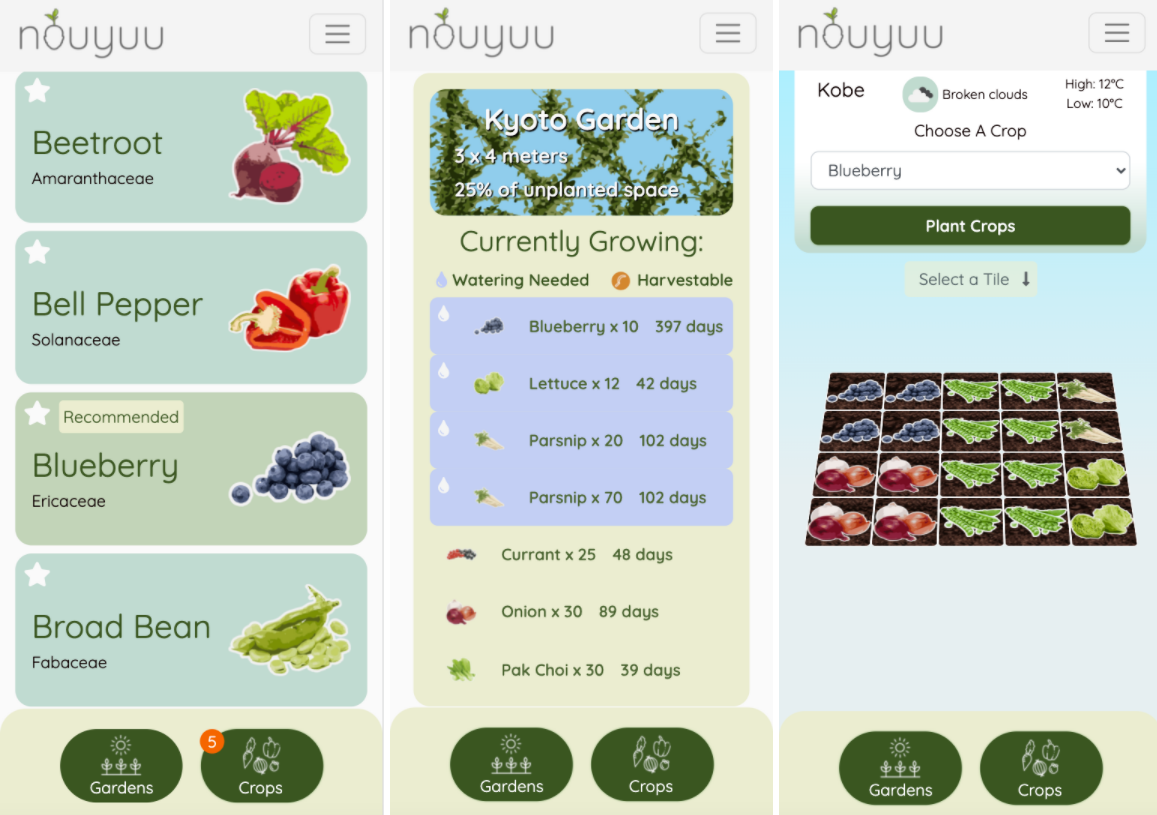 nouyuu
Beetroot
Amaranthaceae
Bell Pepper
Solanaceae
Recommended
Blueberry
Ericaceae
Broad Bean
Fabaceae
Gardens
5
Crops
nouyuu
Kyoto Garden
3 x 4 meters
25% of unplanted space
Currently Growing:
Watering Needed Harvestable
Blueberry x 10 397 days
Lettuce x 12 42 days
Parsnip x 20 102 days
Parsnip x 70 102 days
Currant x 25 48 days
Onion x 30 89 days
Pak Choi x 30 39 days
Gardens
Crops
nouyuu
Kobe
Broken clouds
High: 12°C
Low: 10°C
Choose A Crop
Blueberry
Plant Crops
Select a Tile ⬇
Gardens
Crops